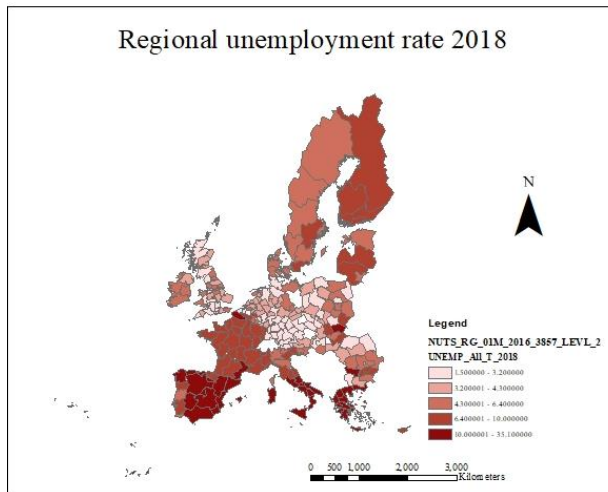 Regional unemployment rate 2018
N
Legend
NUTS_RG_01M_2016_3857_LEVL_2
UNEMP_All_T_2018
1.500000 - 3.200000
3.200001 - 4.300000
4.300001 - 6.400000
6.400001 - 10.000000
10.000001 - 35.100000
0 500 1,000 2,000 3,000
Kilometers